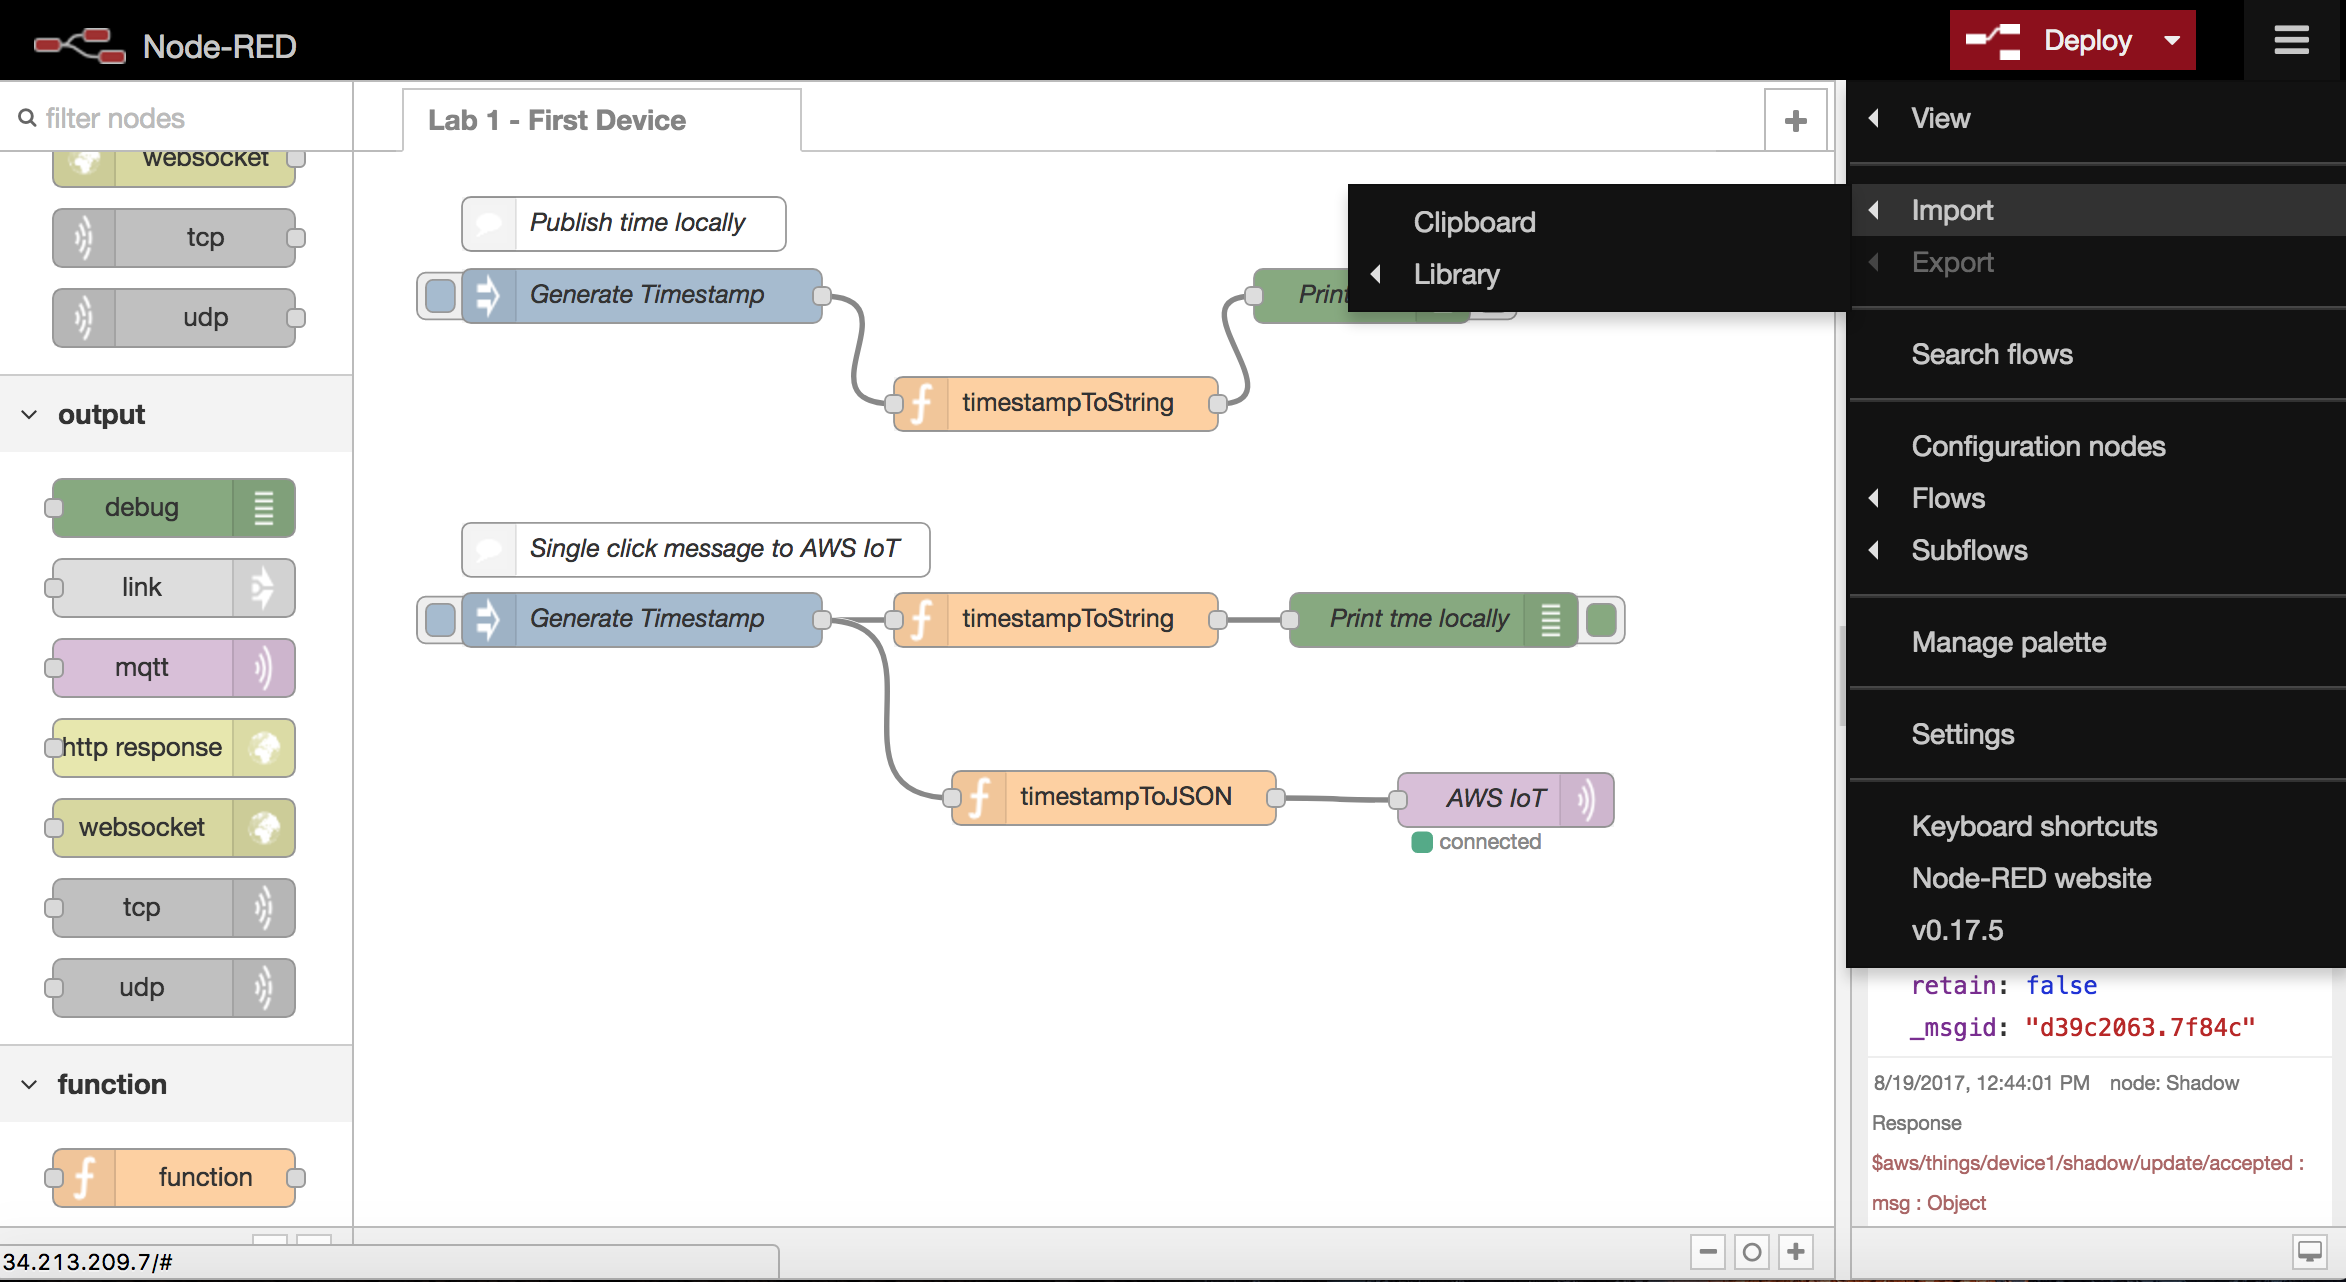 Node-RED
Deploy
filter nodes
Lab 1 - First Device
websocket
tcp
udp
output
debug
link
mqtt
http response
websocket
tcp
udp
function
function
Publish time locally
Generate Timestamp
timestampToString
Print
Single click message to AWS IoT
Generate Timestamp
timestampToString
Print tme locally
timestampToJSON
AWS IoT
connected
Clipboard
Library
View
Import
Export
Search flows
Configuration nodes
Flows
Subflows
Manage palette
Settings
Keyboard shortcuts
Node-RED website
v0.17.5
retain: false
_msgid: "d39c2063.7f84c"
8/19/2017, 12:44:01 PM node: Shadow
Response
$aws/things/device1/shadow/update/accepted :
msg : Object
34.213.209.7/#